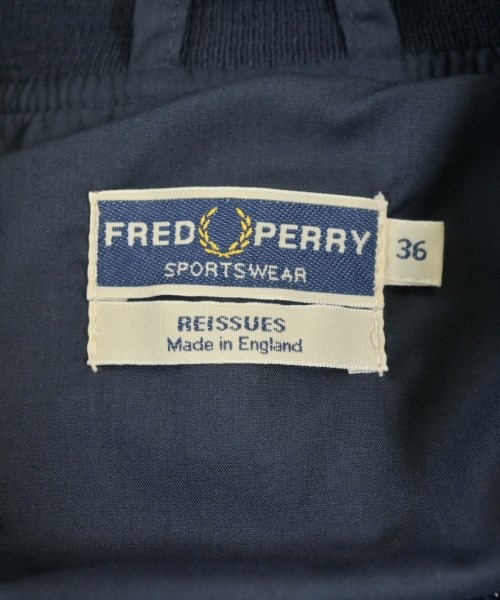 FRED PERRY
SPORTSWEAR
36
REISSUES
Made in England